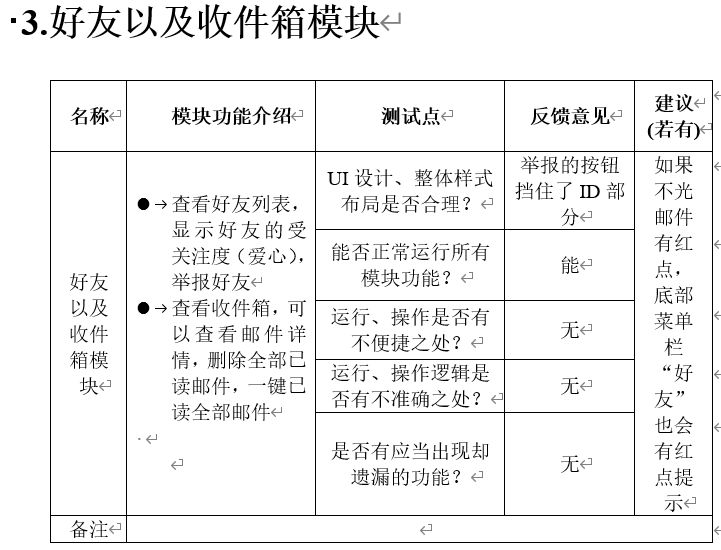 3.好友以及收件箱模块
名称
模块功能介绍
测试点
反馈意见
建议
(若有)
好友
以及
收件
箱模
块
查看好友列表，
显示好友的受
关注度（爱心），
举报好友
查看收件箱，可
以查看邮件详
情，删除全部已
读邮件，一键已
读全部邮件
UI 设计、整体样式
布局是否合理？
举报的按钮
挡住了 ID 部
分
能否正常运行所有
模块功能？
能
运行、操作是否有
不便捷之处？
无
运行、操作逻辑是
否有不准确之处？
无
是否有应当出现却
遗漏的功能？
无
如果
不光
邮件
有红
点，
底部
菜单
栏
“好
友”
也会
有红
点提
示
备注